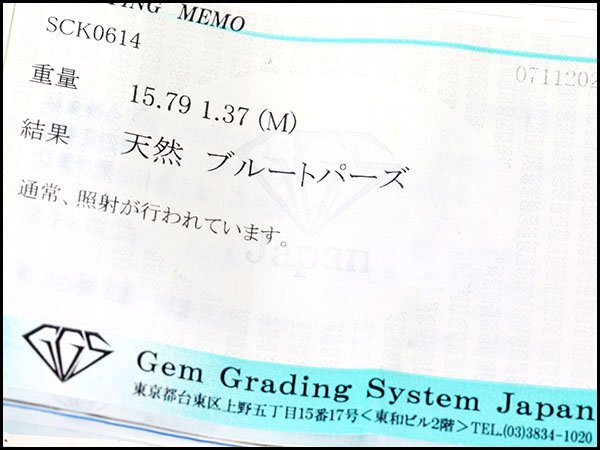 TING MEMO
SCK0614
0711202
重量 15.79 1.37 (M)
結果 天然 ブルートパーズ
通常、照射が行われています。
Japan
GGS
Gem Grading System Japan
東京都台東区上野五丁目15番17号＜東和ビル2階＞TEL.(03)3834-1020